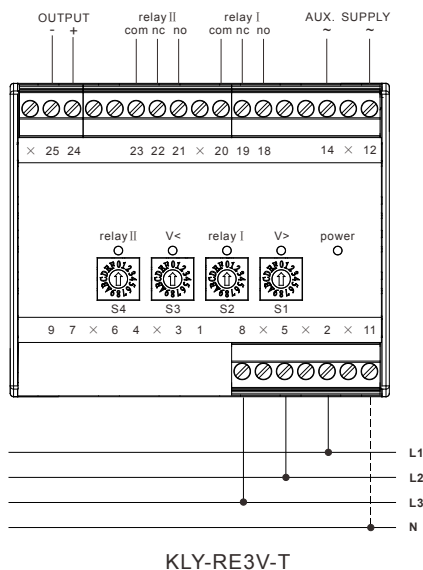 OUTPUT relay II relay I AUX. SUPPLY
- + com nc no com nc no ~ ~
× 25 24 23 22 21 × 20 19 18 14 × 12
relay II V< relay I V> power
S4 S3 S2 S1
9 7 × 6 4 × 3 1 8 × 5 × 2 × 11
L1
L2
L3
N
KLY-RE3V-T